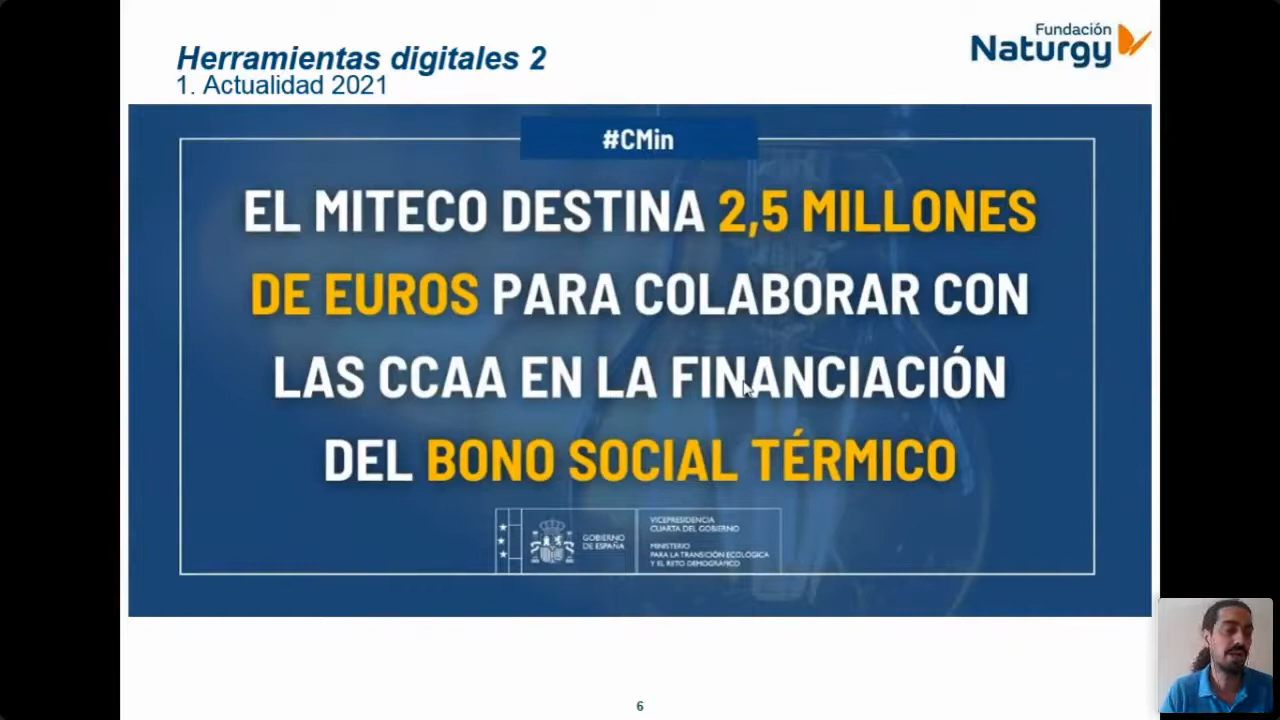 Herramientas digitales 2
1. Actualidad 2021
Fundación
Naturgy
#CMin
EL MITECO DESTINA 2,5 MILLONES
DE EUROS PARA COLABORAR CON
LAS CCAA EN LA FINANCIACIÓN
DEL BONO SOCIAL TÉRMICO
GOBIERNO
DE ESPAÑA
VICEPRESIDENCIA
CUARTA DEL GOBIERNO
MINISTERIO
PARA LA TRANSICIÓN ECOLÓGICA
Y EL RETO DEMOGRÁFICO
6